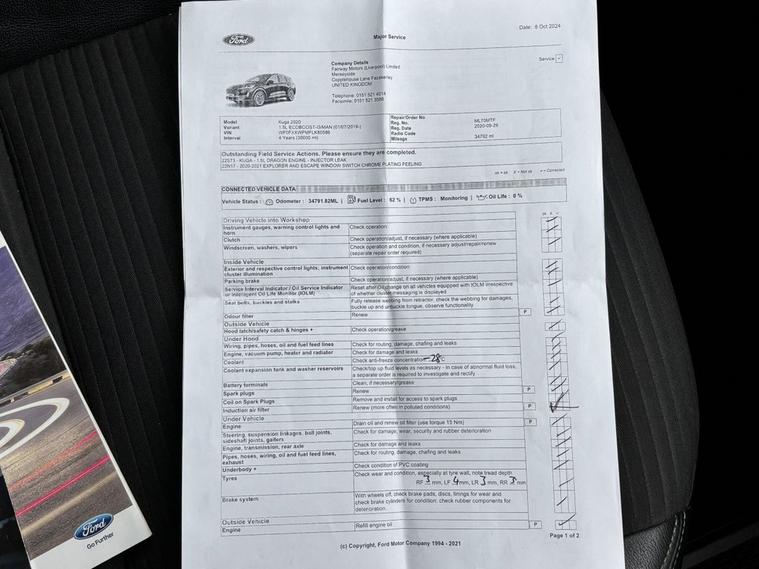 Date: 8 Oct 2024
Ford
Major Service
Service
Company Details
Fairway Motors (Liverpool) Limited
Merseyside
Copplehouse Lane Fazakerley
UNITED KINGDOM
Telephone: 0151 521 4014
Facsimile: 0151 521 3588
Model Kuga 2020
Variant
VIN
Interval 4 Years (38000 mi)
Repair/Order No
Reg. No. ML70MTF
Reg. Date 2020-09-29
Radio Code
Mileage 34792 mi
Outstanding Field Service Actions. Please ensure they are completed.
22S73 - KUGA - 1.5L DRAGON ENGINE - INJECTOR LEAK
22N17 - 2020-2021 EXPLORER AND ESCAPE WINDOW SWITCH CHROME PLATING PEELING
CONNECTED VEHICLE DATA
Vehicle Status : Odometer : 34791.82ML | Fuel Level : 62 % | TPMS : Monitoring | Oil Life : 0 %
Driving Vehicle into Workshop
Instrument gauges, warning control lights and horn Check operation
Clutch Check operation/adjust, if necessary (where applicable)
Windscreen, washers, wipers Check operation and condition, if necessary adjust/repair/renew
(separate repair order required)
Inside Vehicle
Exterior and respective control lights; instrument cluster illumination Check operation/condition
Parking brake Check operation/adjust, if necessary (where applicable)
Service Interval Indicator / Oil Service Indicator Reset after Oil change on all vehicles equipped with IOLM irrespective
or Intelligent Oil Life Monitor (IOLM) of whether cluster messaging is displayed
Seat belts, buckles and stalks Fully release webbing from retractor, check the webbing for damages,
buckle up and unbuckle tongue, observe functionality
Odour filter Renew P
Outside Vehicle
Hood latch/safety catch & hinges * Check operation/grease
Under Hood
Wiring, pipes, hoses, oil and fuel feed lines Check for routing, damage, chafing and leaks
Engine, vacuum pump, heater and radiator Check for damage and leaks
Coolant Check anti-freeze concentration -28c
Coolant expansion tank and washer reservoirs Check/top up fluid levels as necessary - in case of abnormal fluid loss,
a separate order is required to investigate and rectify
Battery terminals Clean, if necessary/grease
Spark plugs Renew P
Coil on Spark Plugs Remove and install for access to spark plugs
Induction air filter Renew (more often in polluted conditions) P
Under Vehicle
Engine Drain oil and renew oil filter (use torque 15 Nm) P
Steering, suspension linkages, ball joints, Check for damage, wear, security and rubber deterioration
sideshaft joints, gaiters
Engine, transmission, rear axle Check for damage and leaks
Pipes, hoses, wiring, oil and fuel feed lines, Check for routing, damage, chafing and leaks
exhaust
Underbody * Check condition of PVC coating
Tyres Check wear and condition, especially at tyre wall, note tread depth
RF 3 mm, LF 4 mm, LR 3 mm, RR 3 mm
Brake system With wheels off, check brake pads, discs, linings for wear and
check brake cylinders for condition; check rubber components for
deterioration.
Outside Vehicle
Engine Refill engine oil P
Page 1 of 2
(c) Copyright, Ford Motor Company 1994 - 2021
Ford
Go Further